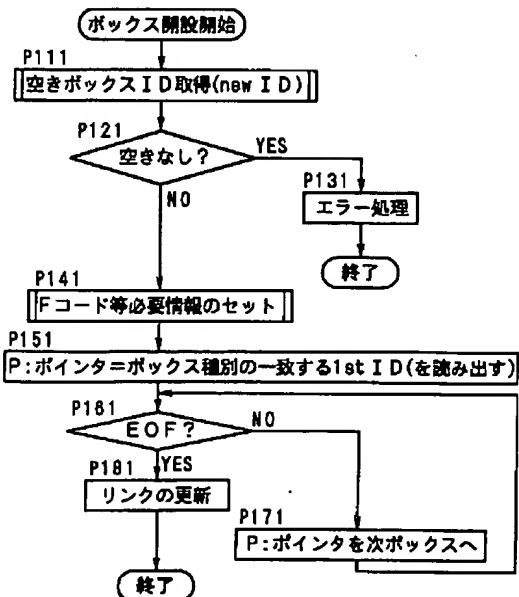 ボックス開設開始
P111
空きボックスID取得(new ID)
P121
空きなし？
YES
P131
NO
エラー処理
終了
P141
Fコード等必要情報のセット
P151
P:ポインタ＝ボックス種別の一致する1st ID(を読み出す)
P161
EOF？
NO
P181
YES
リンクの更新
P171
P:ポインタを次ボックスへ
終了